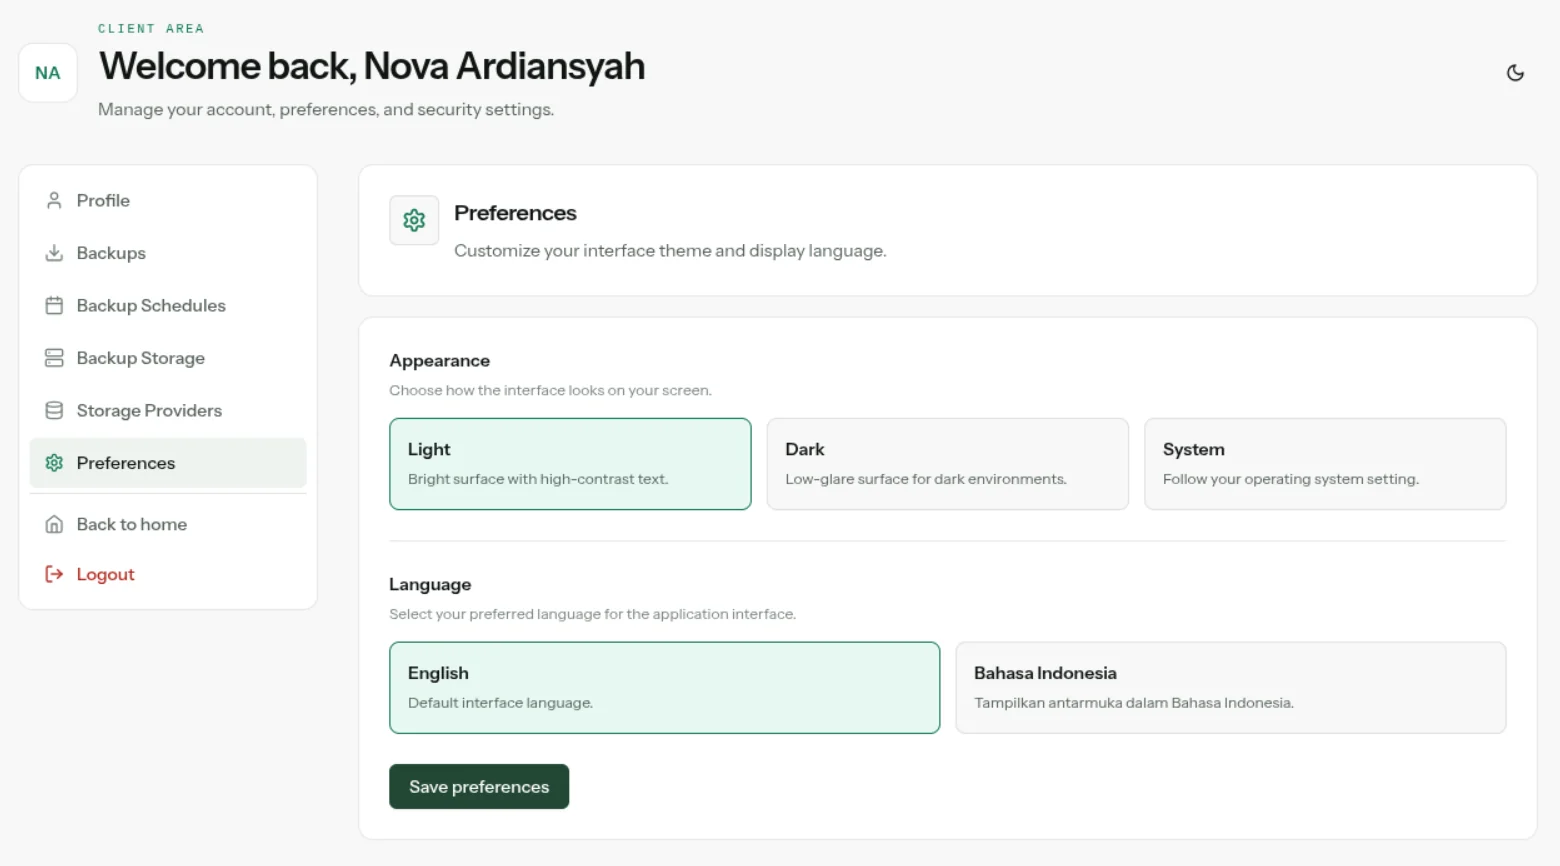 CLIENT AREA
NA
Welcome back, Nova Ardiansyah
Manage your account, preferences, and security settings.
Profile
Backups
Backup Schedules
Backup Storage
Storage Providers
Preferences
Back to home
Logout
Preferences
Customize your interface theme and display language.
Appearance
Choose how the interface looks on your screen.
Light
Bright surface with high-contrast text.
Dark
Low-glare surface for dark environments.
System
Follow your operating system setting.
Language
Select your preferred language for the application interface.
English
Default interface language.
Bahasa Indonesia
Tampilkan antarmuka dalam Bahasa Indonesia.
Save preferences